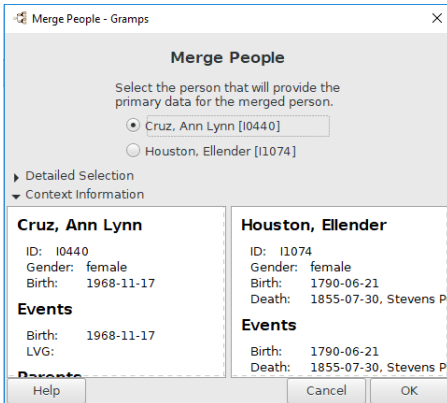 Merge People - Gramps
Merge People
Select the person that will provide the
primary data for the merged person.
Cruz, Ann Lynn [I0440]
Houston, Ellender [I1074]
Detailed Selection
Context Information
Cruz, Ann Lynn
ID: I0440
Gender: female
Birth: 1968-11-17
Events
Birth: 1968-11-17
LVG:
Parents
Houston, Ellender
ID: I1074
Gender: female
Birth: 1790-06-21
Death: 1855-07-30, Stevens P
Events
Birth: 1790-06-21
Death: 1855-07-30, Stevens P
Help
Cancel
OK